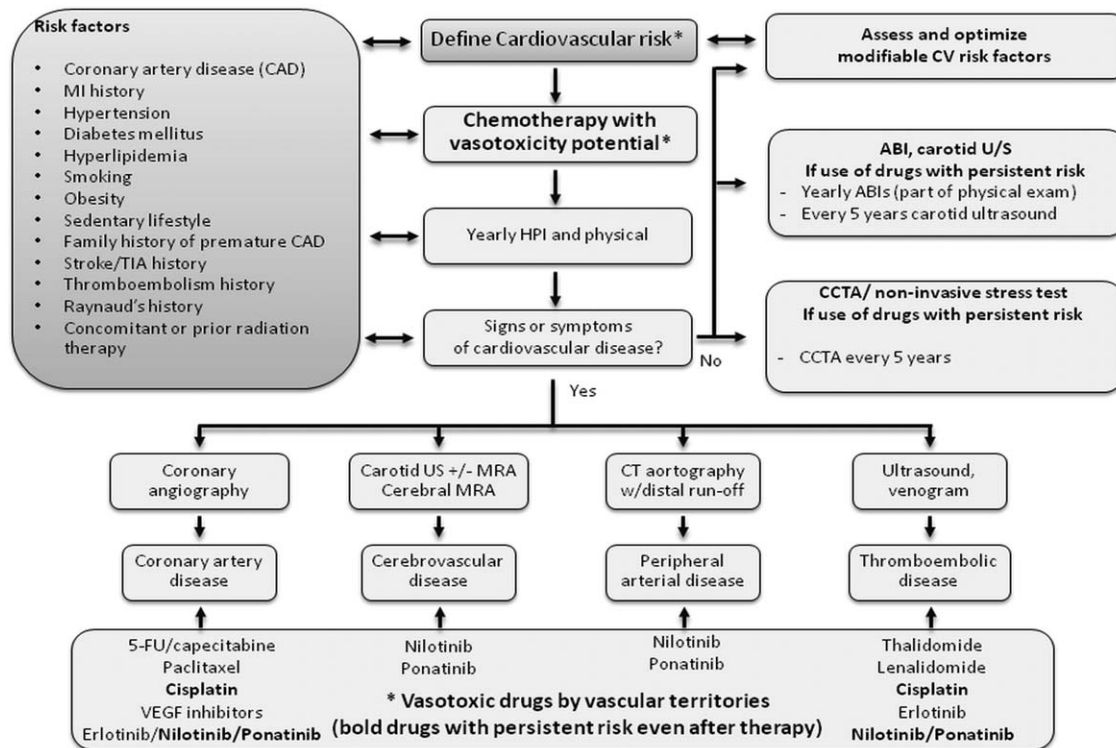 Risk factors
• Coronary artery disease (CAD)
• MI history
• Hypertension
• Diabetes mellitus
• Hyperlipidemia
• Smoking
• Obesity
• Sedentary lifestyle
• Family history of premature CAD
• Stroke/TIA history
• Thromboembolism history
• Raynaud's history
• Concomitant or prior radiation
therapy
Define Cardiovascular risk*
Chemotherapy with
vasotoxicity potential*
Yearly HPI and physical
Signs or symptoms
of cardiovascular disease?
No
Yes
Assess and optimize
modifiable CV risk factors
ABI, carotid U/S
If use of drugs with persistent risk
- Yearly ABIs (part of physical exam)
- Every 5 years carotid ultrasound
CCTA/ non-invasive stress test
If use of drugs with persistent risk
- CCTA every 5 years
Coronary
angiography
Carotid US +/- MRA
Cerebral MRA
CT aortography
w/distal run-off
Ultrasound,
venogram
Coronary artery
disease
Cerebrovascular
disease
Peripheral
arterial disease
Thromboembolic
disease
5-FU/capecitabine
Paclitaxel
Cisplatin
VEGF inhibitors
Erlotinib/Nilotinib/Ponatinib
Nilotinib
Ponatinib
Nilotinib
Ponatinib
Thalidomide
Lenalidomide
Cisplatin
Erlotinib
Nilotinib/Ponatinib
* Vasotoxic drugs by vascular territories
(bold drugs with persistent risk even after therapy)